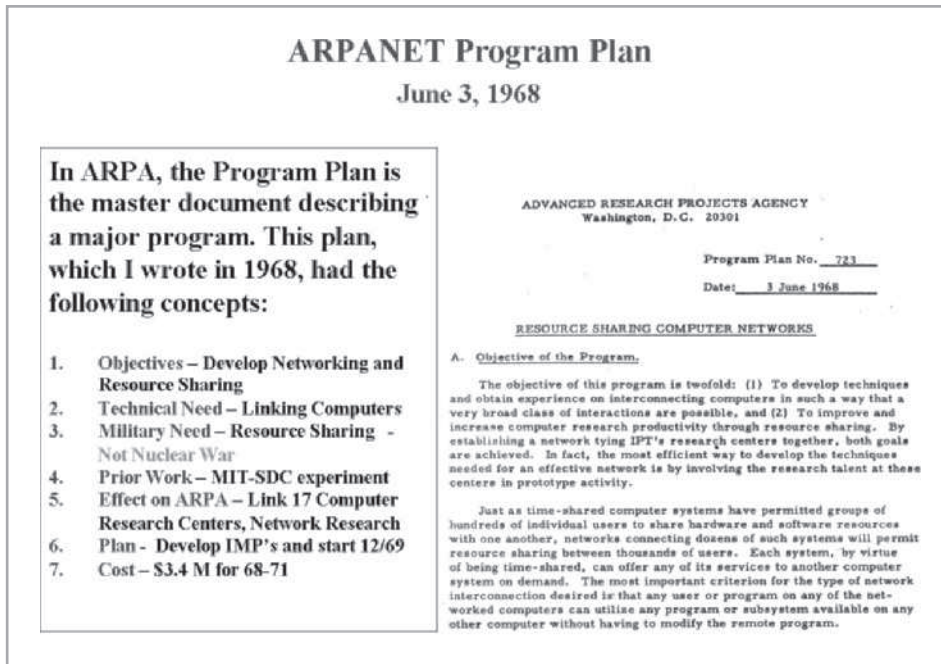 ARPANET Program Plan
June 3, 1968
In ARPA, the Program Plan is
the master document describing
a major program. This plan,
which I wrote in 1968, had the
following concepts:
1. Objectives – Develop Networking and
Resource Sharing
2. Technical Need – Linking Computers
3. Military Need – Resource Sharing -
Not Nuclear War
4. Prior Work – MIT-SDC experiment
5. Effect on ARPA – Link 17 Computer
Research Centers, Network Research
6. Plan - Develop IMP's and start 12/69
7. Cost – $3.4 M for 68-71
ADVANCED RESEARCH PROJECTS AGENCY
Washington, D.C. 20301
Program Plan No. 723
Date: 3 June 1968
RESOURCE SHARING COMPUTER NETWORKS
A. Objective of the Program.
The objective of this program is twofold: (1) To develop techniques
and obtain experience on interconnecting computers in such a way that a
very broad class of interactions are possible, and (2) To improve and
increase computer research productivity through resource sharing. By
establishing a network tying IPT's research centers together, both goals
are achieved. In fact, the most efficient way to develop the techniques
needed for an effective network is by involving the research talent at these
centers in prototype activity.
Just as time-shared computer systems have permitted groups of
hundreds of individual users to share hardware and software resources
with one another, networks connecting dozens of such systems will permit
resource sharing between thousands of users. Each system, by virtue
of being time-shared, can offer any of its services to another computer
system on demand. The most important criterion for the type of network
interconnection desired is that any user or program on any of the net-
worked computers can utilize any program or subsystem available on any
other computer without having to modify the remote program.